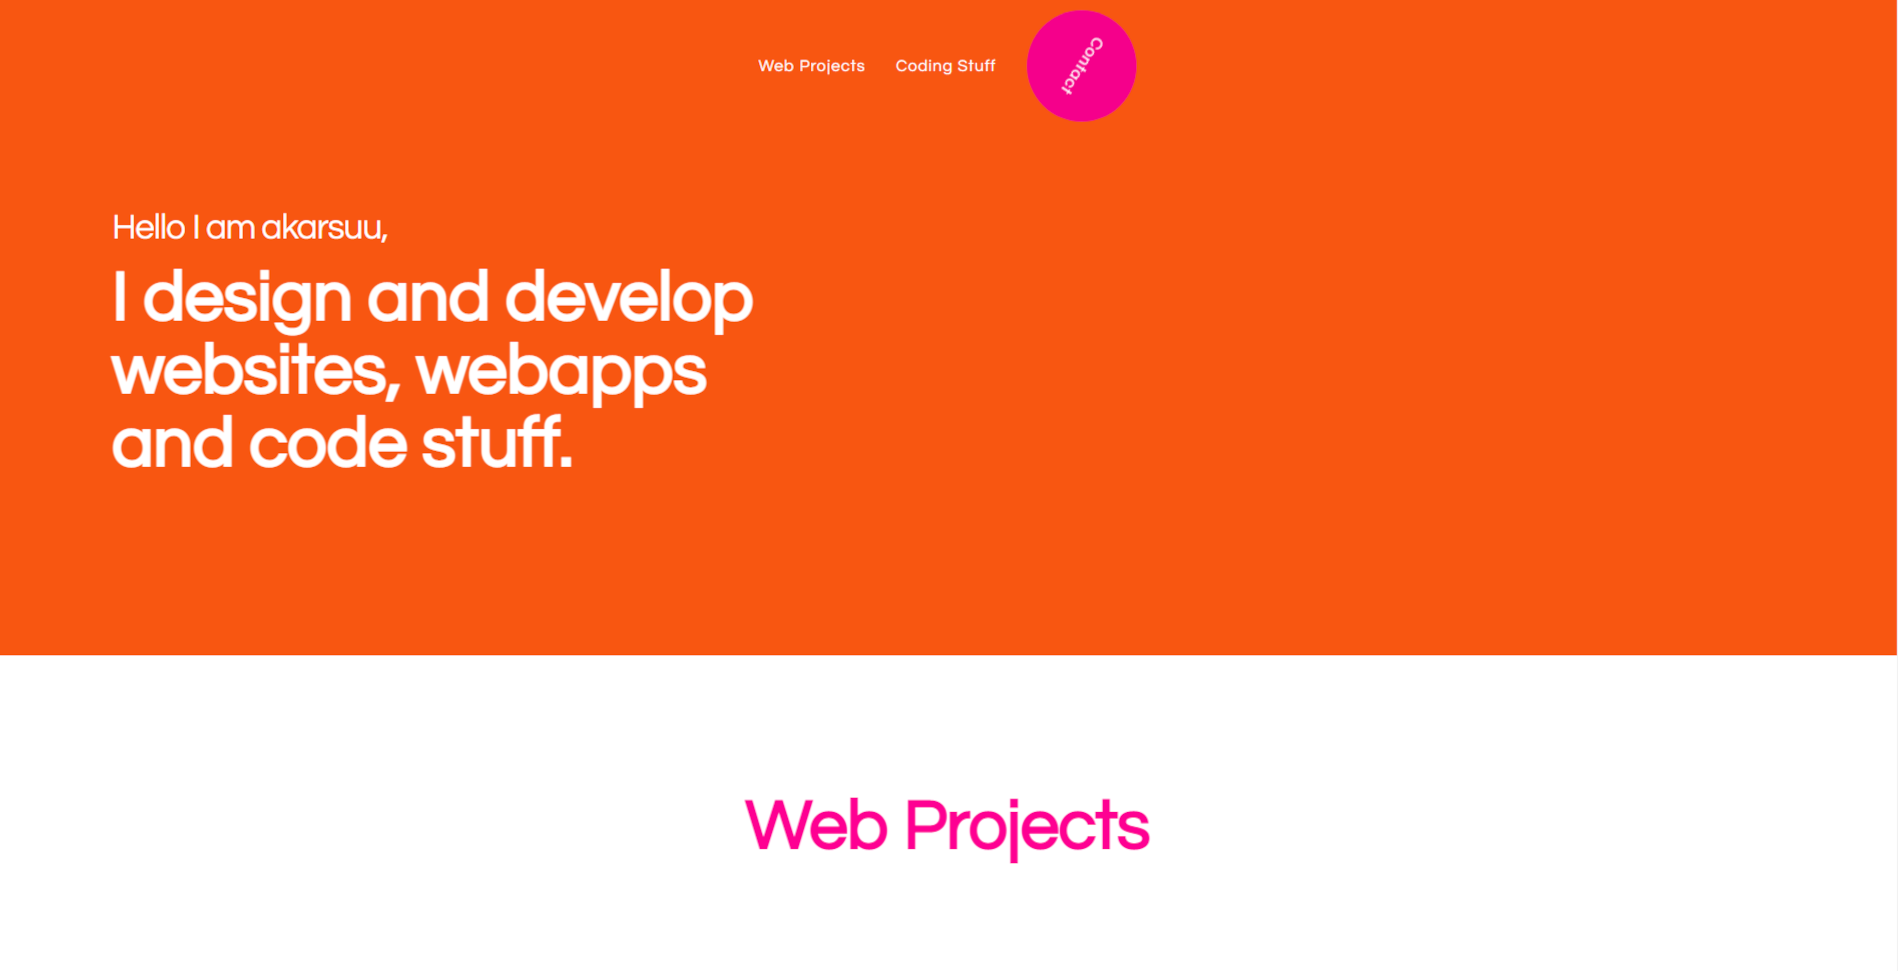 Web Projects Coding Stuff Contact
Hello I am akarsuu,
I design and develop
websites, webapps
and code stuff.
Web Projects